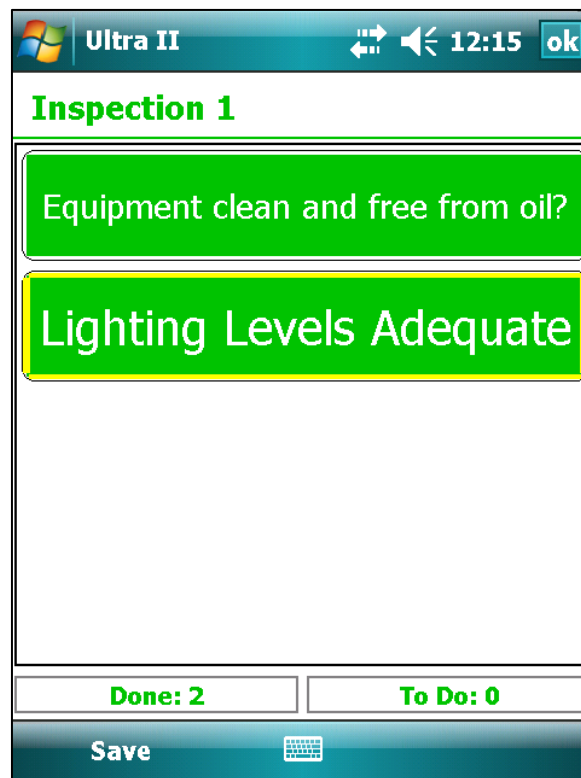 Ultra II 12:15 ok
Inspection 1
Equipment clean and free from oil?
Lighting Levels Adequate
Done: 2 To Do: 0
Save